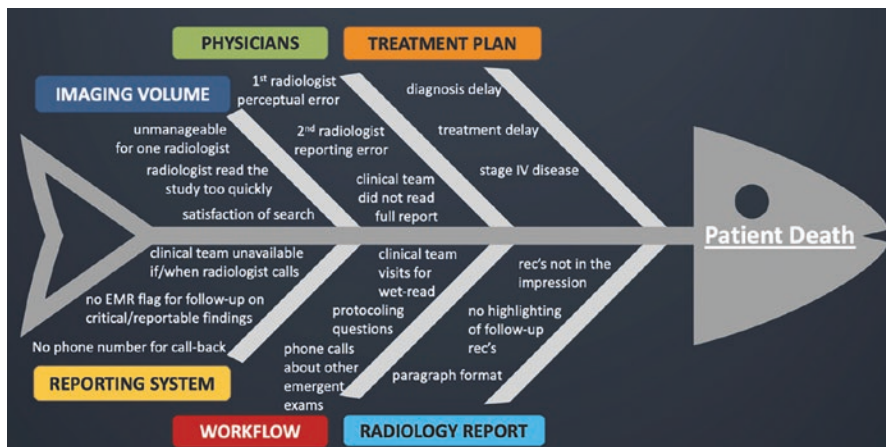 PHYSICIANS
TREATMENT PLAN
IMAGING VOLUME
1st radiologist
perceptual error
diagnosis delay
unmanageable
for one radiologist
2nd radiologist
reporting error
treatment delay
radiologist read the
study too quickly
clinical team
did not read
full report
stage IV disease
satisfaction of search
Patient Death
clinical team unavailable
if/when radiologist calls
clinical team
visits for
wet-read
rec's not in the
impression
no EMR flag for follow-up on
critical/reportable findings
protocoling
questions
no highlighting
of follow-up
rec's
No phone number for call-back
phone calls
about other
emergent
exams
paragraph format
REPORTING SYSTEM
WORKFLOW
RADIOLOGY REPORT